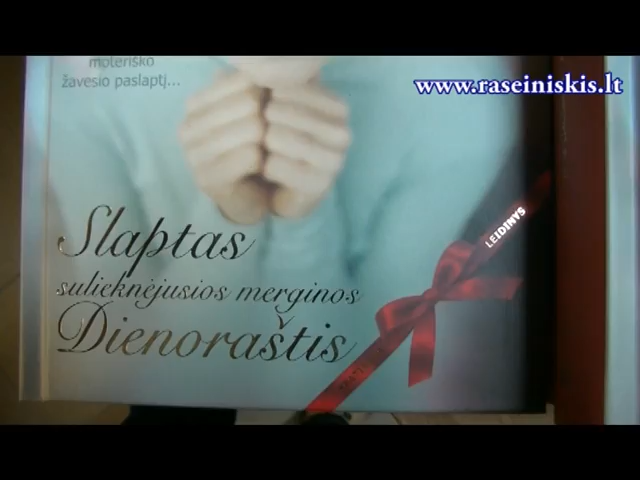 moteriško
žavesio paslaptį...
www.raseiniskis.lt
LEIDINYS
Slaptas
sulieknėjusios merginos
Dienoraštis